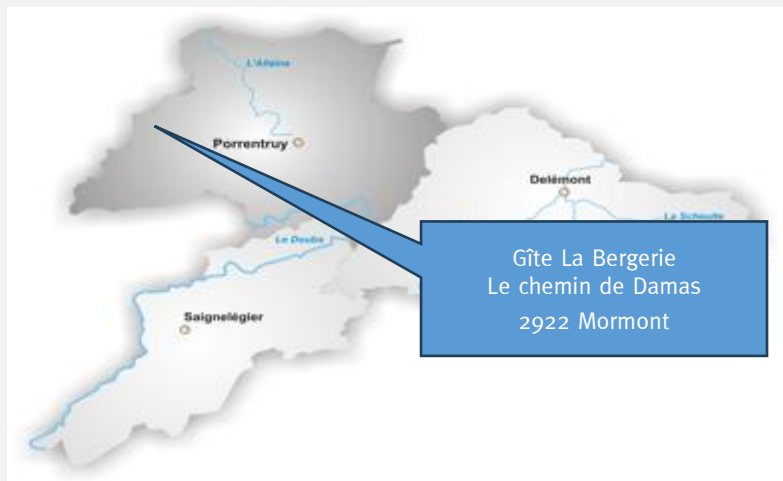 L'Allaine
Porrentruy
Delémont
La Scheulte
Le Doubs
Gîte La Bergerie
Le chemin de Damas
2922 Mormont
Saignelégier